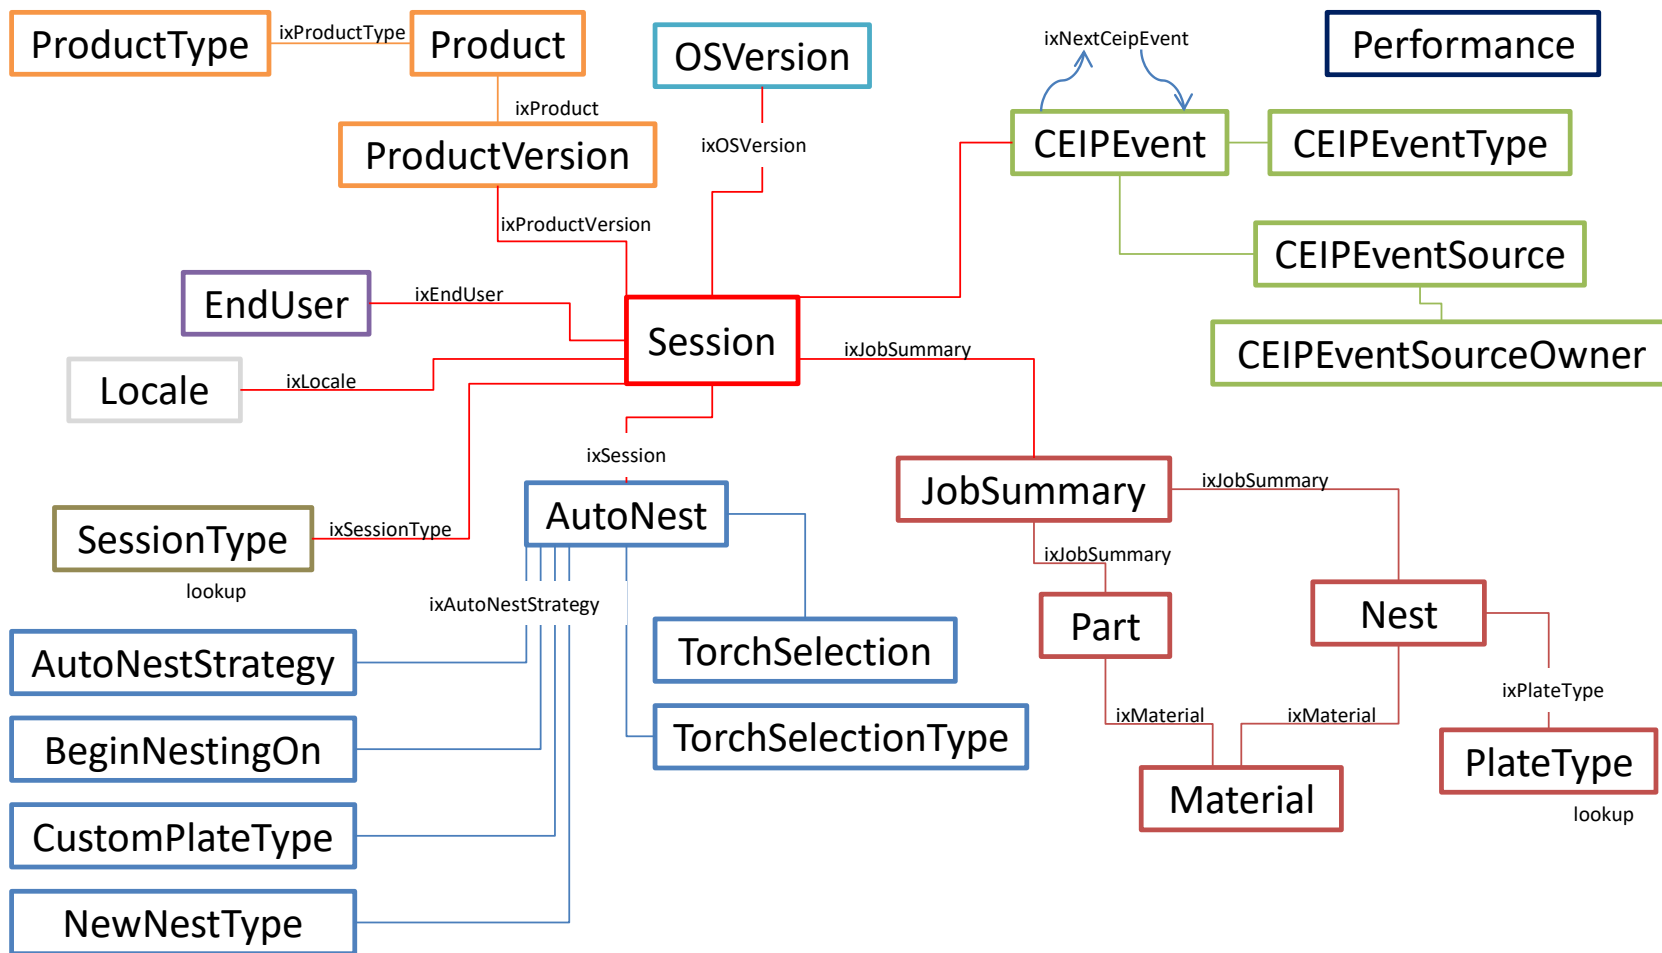 ProductType
ixProductType
Product
OSVersion
ixNextCeipEvent
Performance
ixProduct
ProductVersion
ixOSVersion
CEIPEvent
CEIPEventType
ixProductVersion
CEIPEventSource
EndUser
ixEndUser
Session
ixJobSummary
CEIPEventSourceOwner
Locale
ixLocale
ixSession
JobSummary
ixJobSummary
SessionType
ixSessionType
AutoNest
ixJobSummary
lookup
ixAutoNestStrategy
Part
Nest
AutoNestStrategy
TorchSelection
ixPlateType
ixMaterial
ixMaterial
BeginNestingOn
TorchSelectionType
PlateType
Material
lookup
CustomPlateType
NewNestType